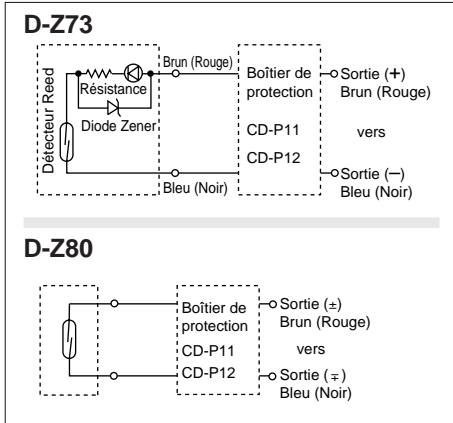 D-Z73
Détecteur Reed
Résistance
Diode Zener
Brun (Rouge)
Bleu (Noir)
Boîtier de
protection
CD-P11
CD-P12
Sortie (+)
Brun (Rouge)
vers
Sortie (−)
Bleu (Noir)
D-Z80
Boîtier de
protection
CD-P11
CD-P12
Sortie (±)
Brun (Rouge)
vers
Sortie (∓)
Bleu (Noir)